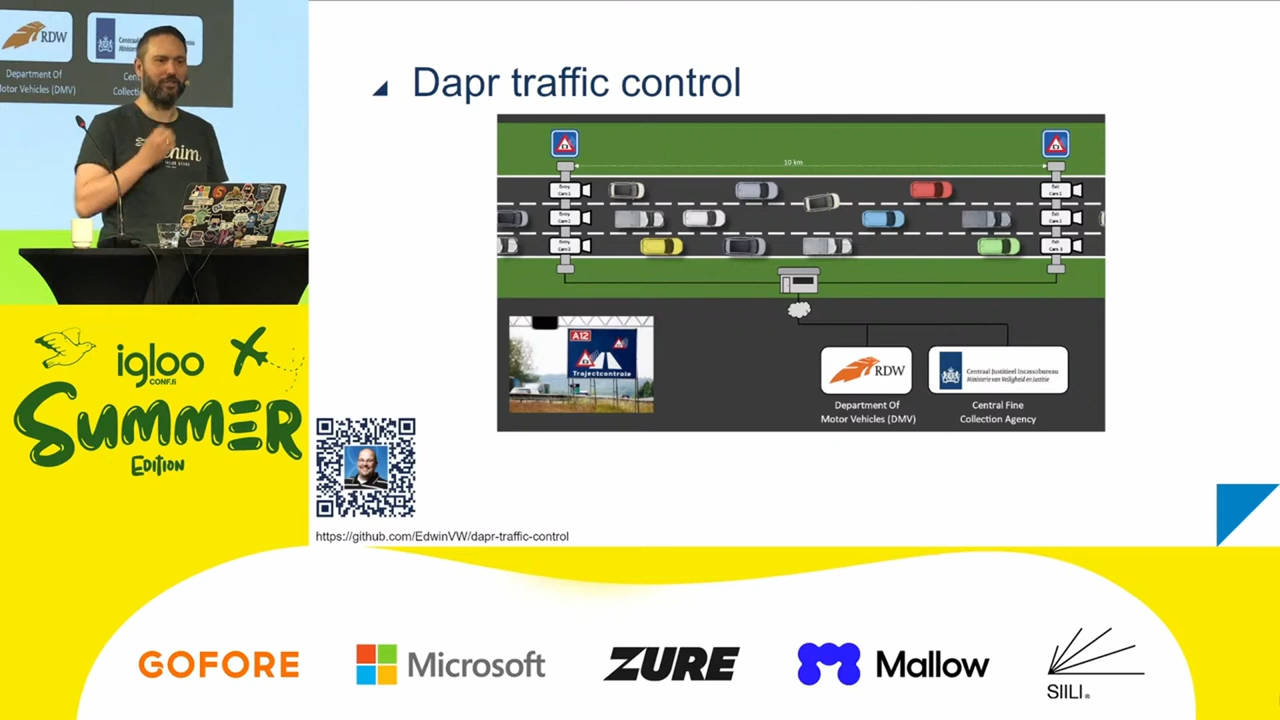 RDW
Department Of
Motor Vehicles (DMV)
Dapr traffic control
10 km
Entry
Cam 1
Entry
Cam 2
Entry
Cam 3
Exit
Cam 1
Exit
Cam 2
Exit
Cam 3
A12
Trajectcontrole
RDW
Department Of
Motor Vehicles (DMV)
Centraal Justitieel Incassobureau
Ministerie van Veiligheid en Justitie
Central Fine
Collection Agency
https://github.com/EdwinVW/dapr-traffic-control
igloo
CONF.fi
SUMMER
EDITION
GOFORE
Microsoft
ZURE
Mallow
SIILI